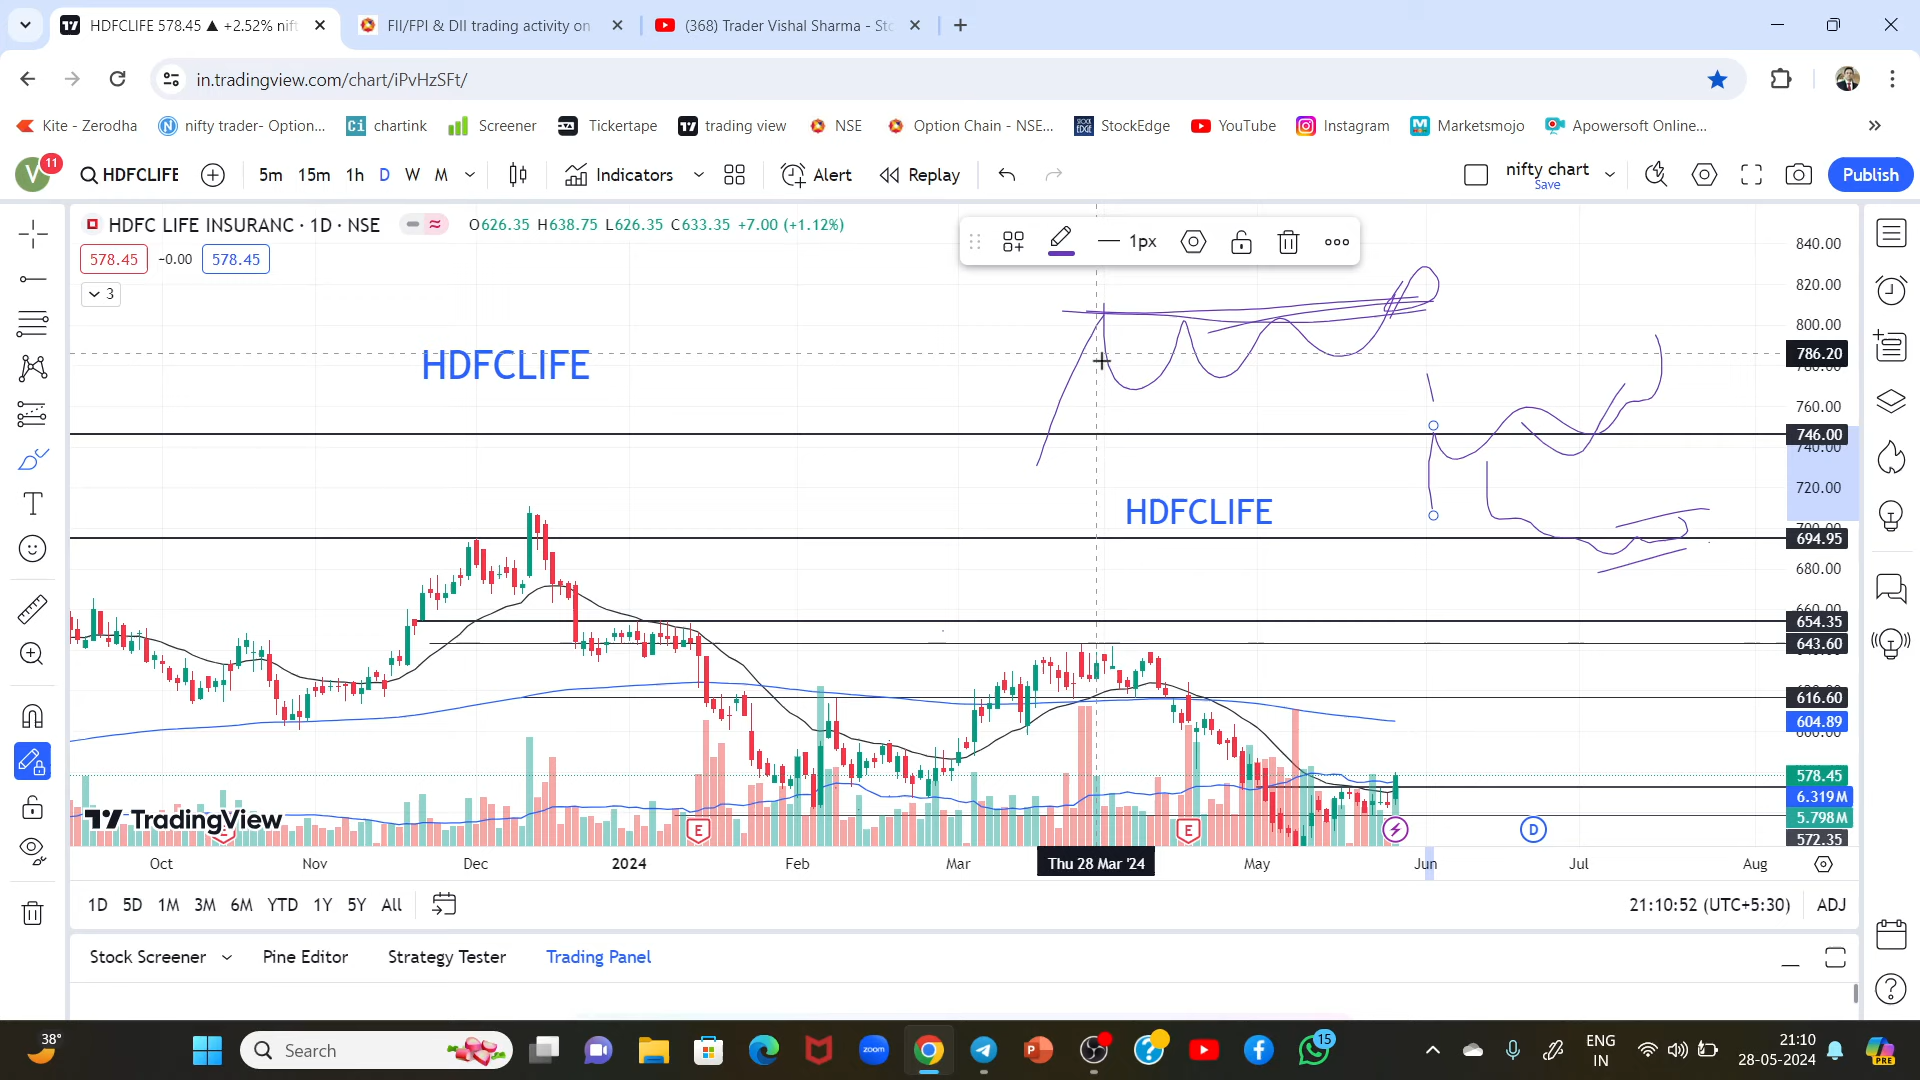 HDFCLIFE 578.45 ▲ +2.52% nift
FII/FPI & DII trading activity on
(368) Trader Vishal Sharma - Stc
in.tradingview.com/chart/iPvHzSFt/
Kite - Zerodha
nifty trader- Option...
Ci chartink
Screener
Tickertape
trading view
NSE
Option Chain - NSE...
STOCK EDGE StockEdge
YouTube
Instagram
Marketsmojo
Apowersoft Online...
V 11
HDFCLIFE
5m 15m 1h D W M
Indicators
Alert
Replay
nifty chart
Save
Publish
HDFC LIFE INSURANC · 1D · NSE
O626.35 H638.75 L626.35 C633.35 +7.00 (+1.12%)
1px
578.45 -0.00 578.45
3
HDFCLIFE
HDFCLIFE
840.00
820.00
800.00
786.20
760.00
746.00
740.00
720.00
694.95
680.00
654.35
643.60
616.60
604.89
578.45
6.319M
5.798M
572.35
TradingView
E
E
D
Oct Nov Dec 2024 Feb Mar Thu 28 Mar '24 May Jun Jul Aug
1D 5D 1M 3M 6M YTD 1Y 5Y All
21:10:52 (UTC+5:30) ADJ
Stock Screener
Pine Editor
Strategy Tester
Trading Panel
38°
Search
zoom
15
ENG
IN
21:10
28-05-2024
PRE